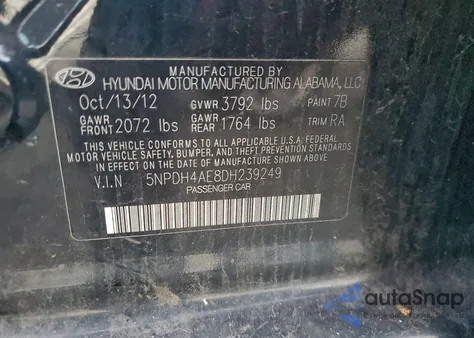 MANUFACTURED BY
HYUNDAI MOTOR MANUFACTURING ALABAMA, LLC
Oct/13/12 GVWR 3792 lbs PAINT 7B
GAWR FRONT 2072 lbs GAWR REAR 1764 lbs TRIM RA
THIS VEHICLE CONFORMS TO ALL APPLICABLE U.S.A FEDERAL
MOTOR VEHICLE SAFETY, BUMPER, AND THEFT PREVENTION STANDARDS
IN EFFECT ON THE DATE OF MANUFACTURE SHOWN ABOVE.
V.I.N 5NPDH4AE8DH239249
PASSENGER CAR
autoSnap